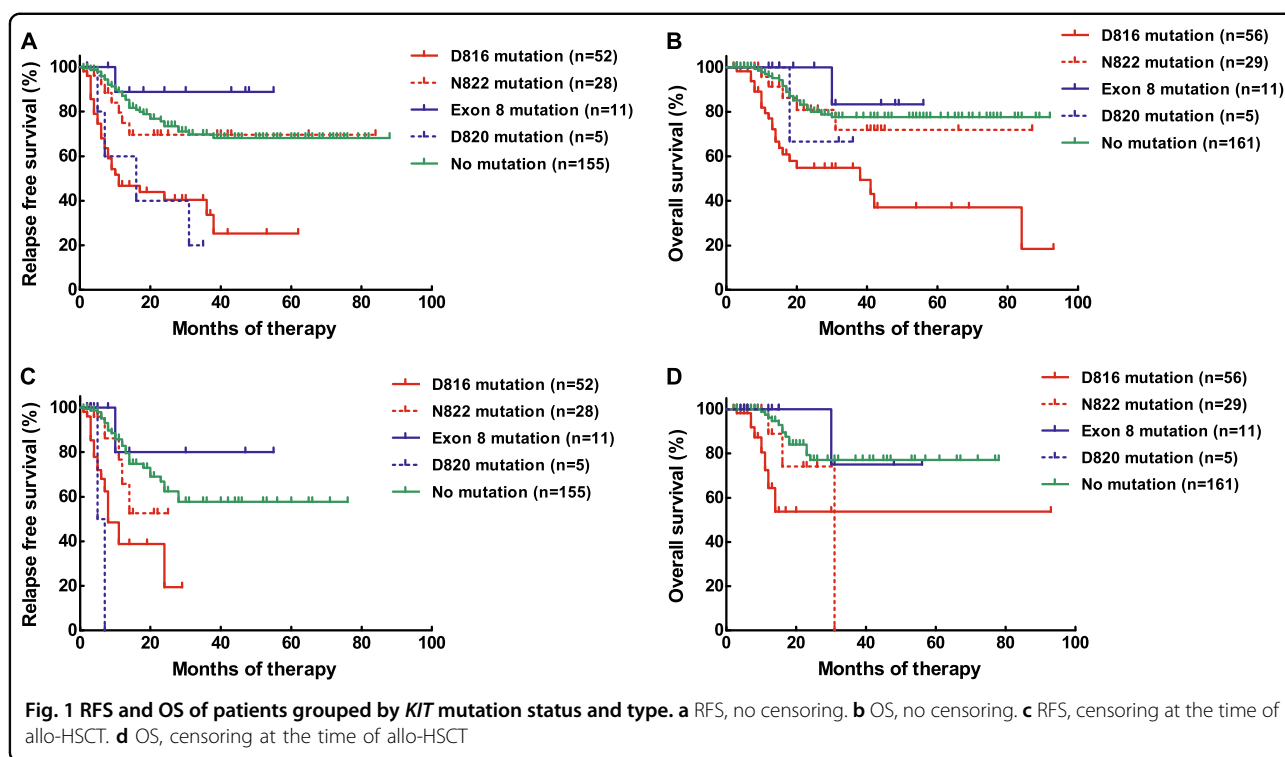 A
Relapse free survival (%)
100
80
60
40
20
0
0 20 40 60 80 100
Months of therapy
D816 mutation (n=52)
N822 mutation (n=28)
Exon 8 mutation (n=11)
D820 mutation (n=5)
No mutation (n=155)
B
Overall survival (%)
100
80
60
40
20
0
0 20 40 60 80 100
Months of therapy
D816 mutation (n=56)
N822 mutation (n=29)
Exon 8 mutation (n=11)
D820 mutation (n=5)
No mutation (n=161)
C
Relapse free survival (%)
100
80
60
40
20
0
0 20 40 60 80 100
Months of therapy
D816 mutation (n=52)
N822 mutation (n=28)
Exon 8 mutation (n=11)
D820 mutation (n=5)
No mutation (n=155)
D
Overall survival (%)
100
80
60
40
20
0
0 20 40 60 80 100
Months of therapy
D816 mutation (n=56)
N822 mutation (n=29)
Exon 8 mutation (n=11)
D820 mutation (n=5)
No mutation (n=161)
Fig. 1 RFS and OS of patients grouped by KIT mutation status and type. a RFS, no censoring. b OS, no censoring. c RFS, censoring at the time of
allo-HSCT. d OS, censoring at the time of allo-HSCT